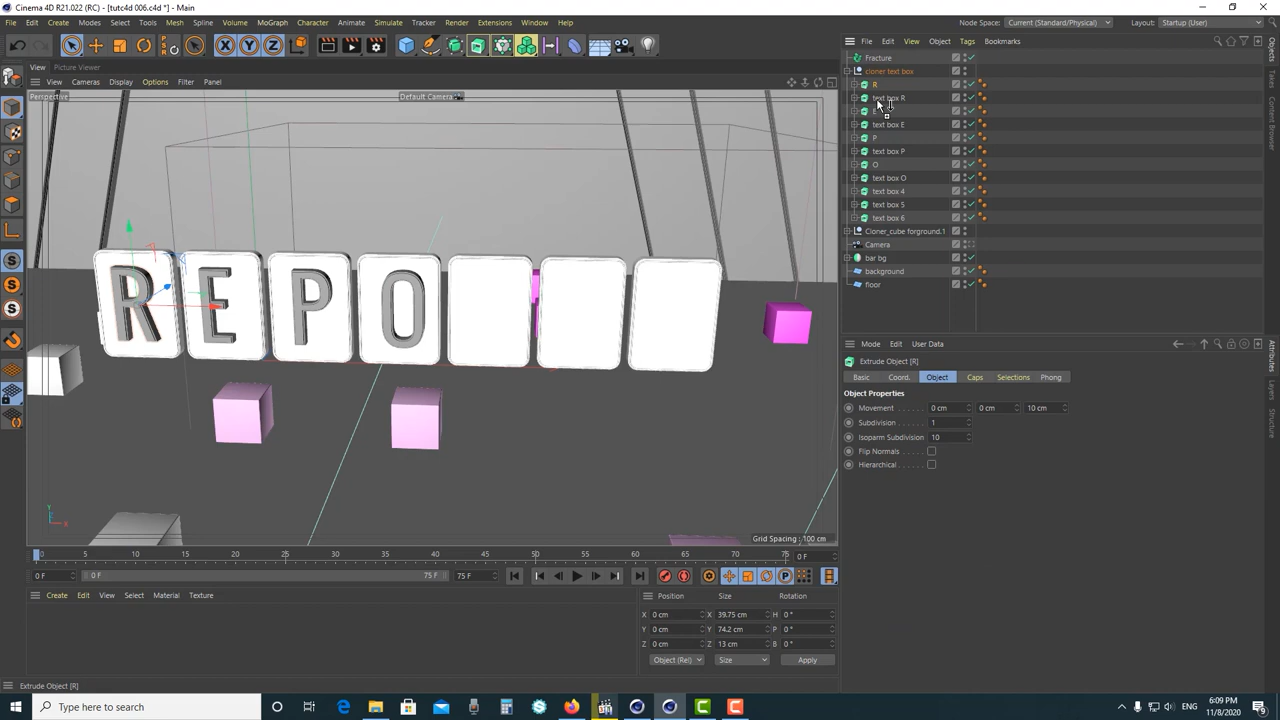 Cinema 4D R21.022 (RC) - [tutc4d 006.c4d *] - Main
File Edit Create Modes Select Tools Mesh Spline Volume MoGraph Character Animate Simulate Tracker Render Extensions Window Help
Node Space: Current (Standard/Physical) Layout: Startup (User)
View Picture Viewer
View Cameras Display Options Filter Panel
Perspective Default Camera
REPO
Grid Spacing : 100 cm
0 5 10 15 20 25 30 35 40 45 50 55 60 65 70 75 0 F
0 F 0 F 75 F 75 F
Create Edit View Select Material Texture
Position Size Rotation
X 0 cm X 39.75 cm H 0 °
Y 0 cm Y 74.2 cm P 0 °
Z 0 cm Z 13 cm B 0 °
Object (Rel) Size Apply
Extrude Object [R]
File Edit View Object Tags Bookmarks
Fracture
cloner text box
R
text box R
E
text box E
P
text box P
O
text box O
text box 4
text box 5
text box 6
Cloner_cube forground.1
Camera
bar bg
background
floor
Mode Edit User Data
Extrude Object [R]
Basic Coord. Object Caps Selections Phong
Object Properties
Movement 0 cm 0 cm 10 cm
Subdivision 1
Isoparm Subdivision 10
Flip Normals
Hierarchical
Objects
Takes
Content Browser
Attributes
Layers
Structure
Type here to search
ENG
6:09 PM
11/8/2020